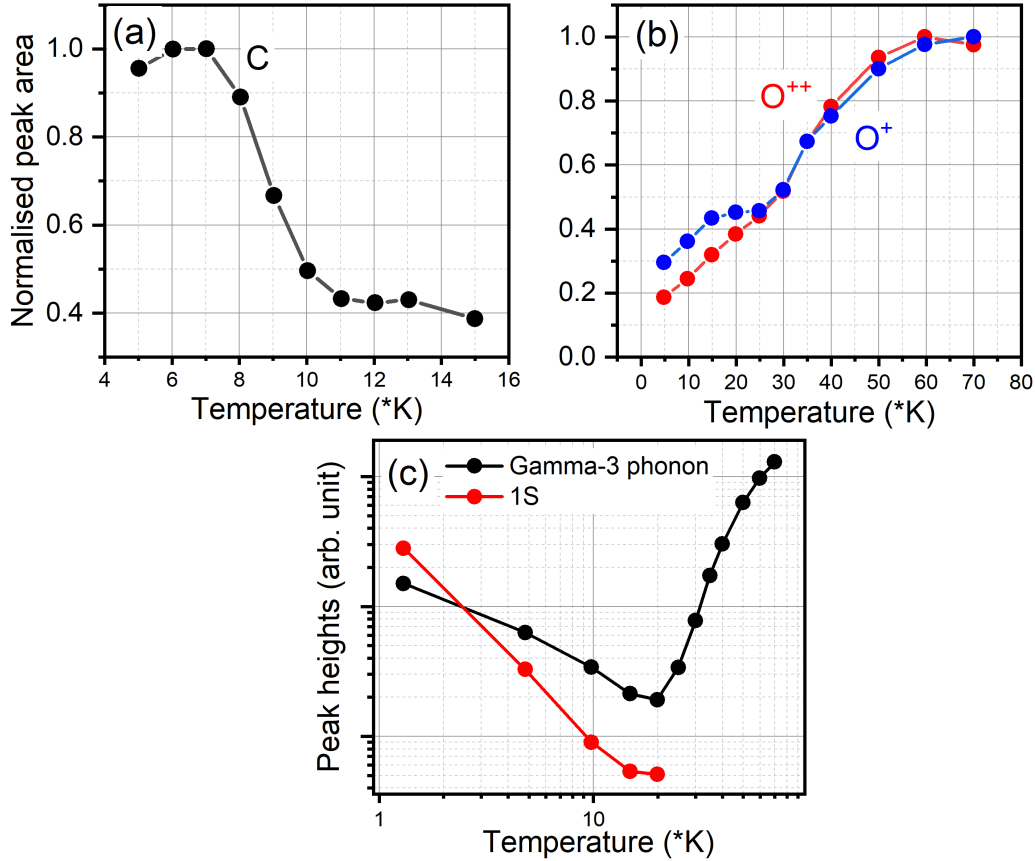 (a)
C
Normalised peak area
1.0
0.8
0.6
0.4
4 6 8 10 12 14 16
Temperature (*K)
(b)
O++
O+
1.0
0.8
0.6
0.4
0.2
0.0
0 10 20 30 40 50 60 70 80
Temperature (*K)
(c)
Gamma-3 phonon
1S
Peak heights (arb. unit)
1 10
Temperature (*K)